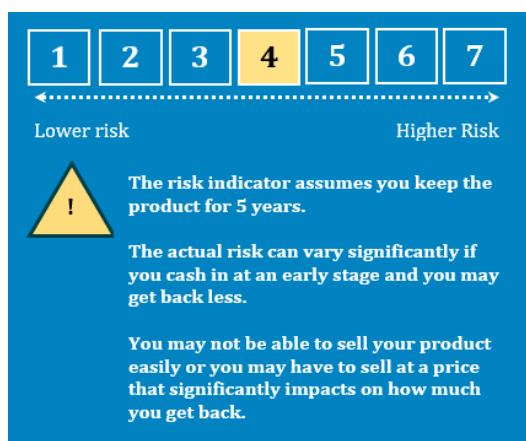 1 2 3 4 5 6 7
Lower risk Higher Risk
!
The risk indicator assumes you keep the
product for 5 years.
The actual risk can vary significantly if
you cash in at an early stage and you may
get back less.
You may not be able to sell your product
easily or you may have to sell at a price
that significantly impacts on how much
you get back.